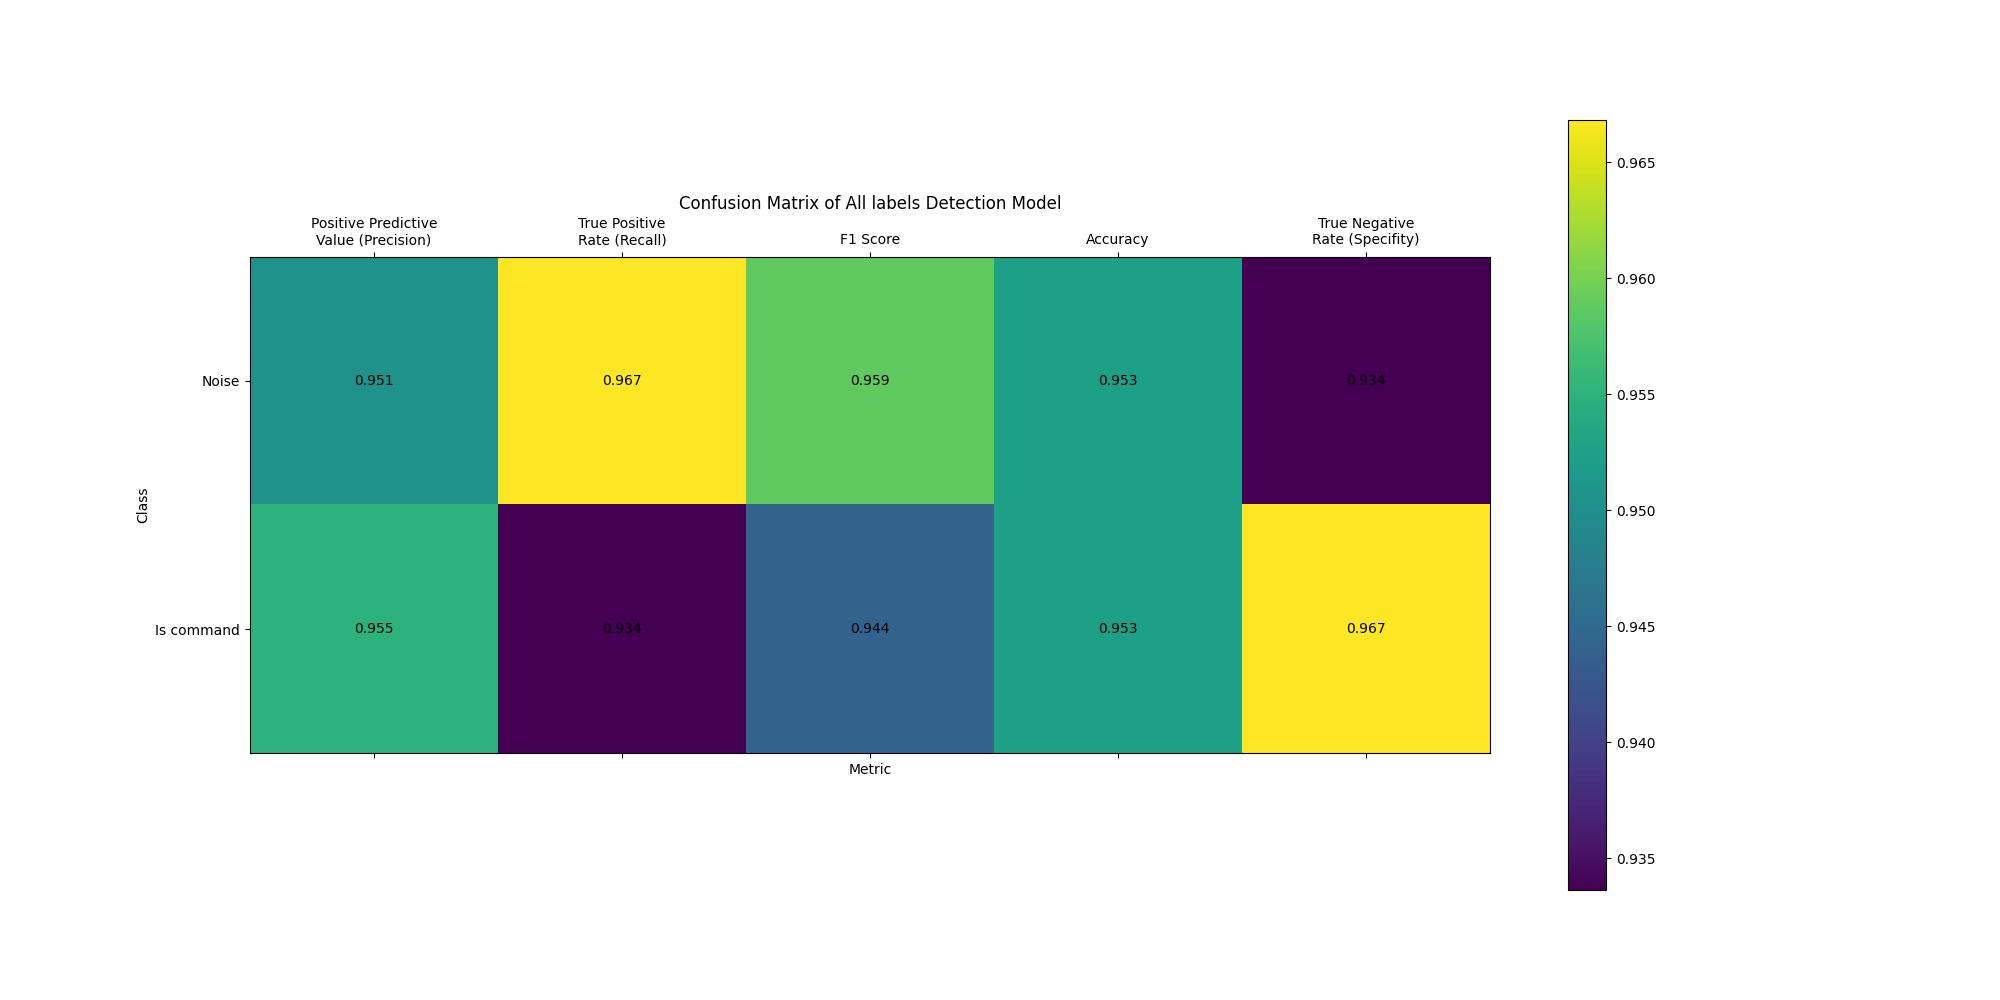 Confusion Matrix of All labels Detection Model
Positive Predictive
Value (Precision)
True Positive
Rate (Recall)
F1 Score
Accuracy
True Negative
Rate (Specifity)
Noise
0.951
0.967
0.959
0.953
0.934
Class
Is command
0.955
0.934
0.944
0.953
0.967
Metric
0.965
0.960
0.955
0.950
0.945
0.940
0.935